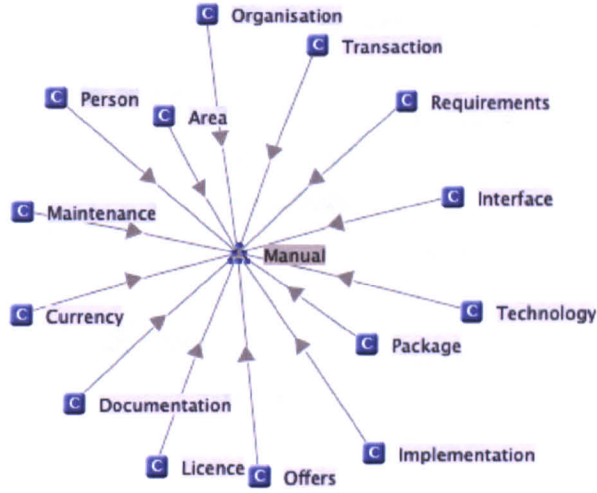 C Organisation
C Transaction
C Person
C Area
C Requirements
C Maintenance
C Interface
Manual
C Currency
C Technology
C Package
C Documentation
C Implementation
C Licence
C Offers